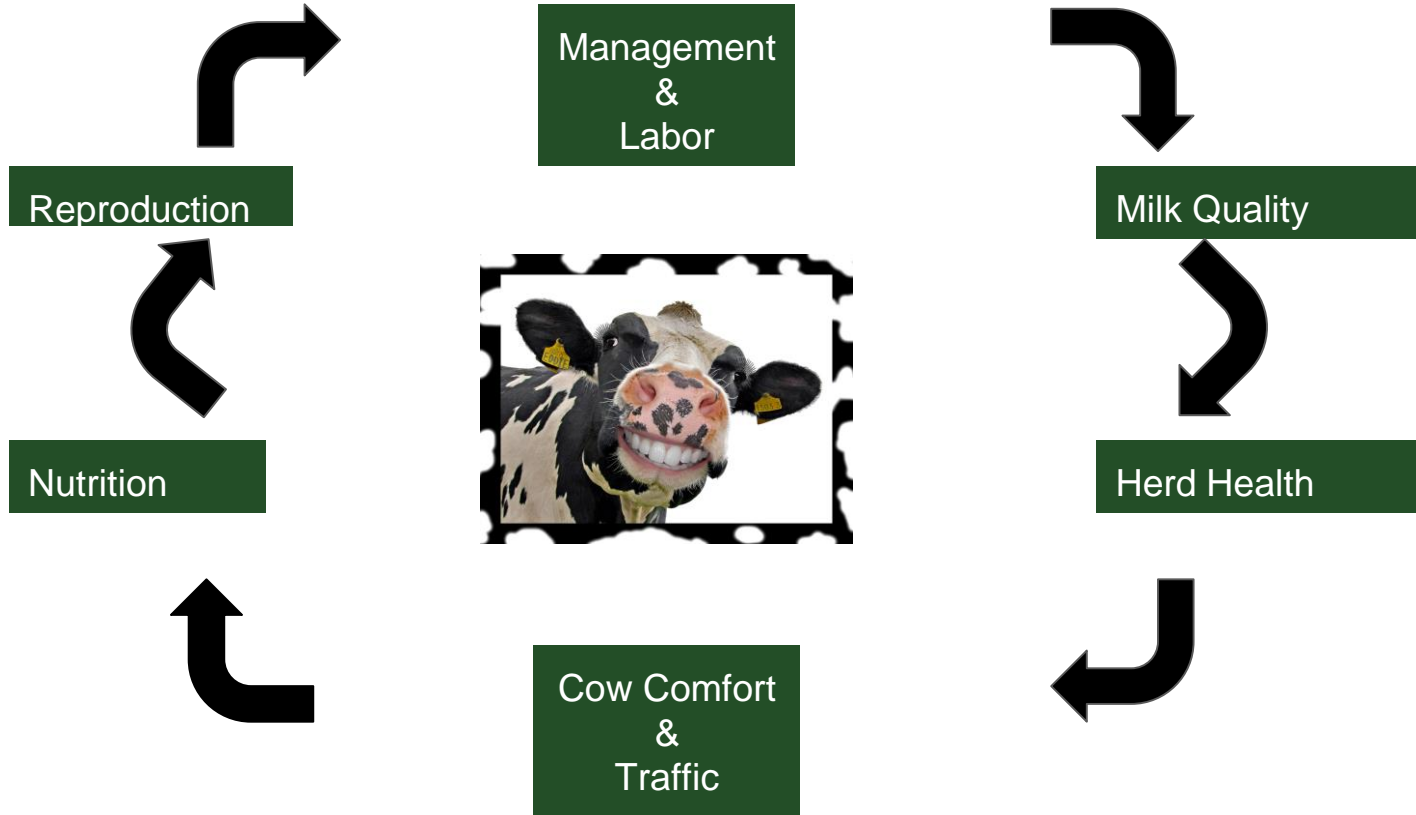 Management
&
Labor
Reproduction
Milk Quality
Nutrition
Herd Health
Cow Comfort
&
Traffic